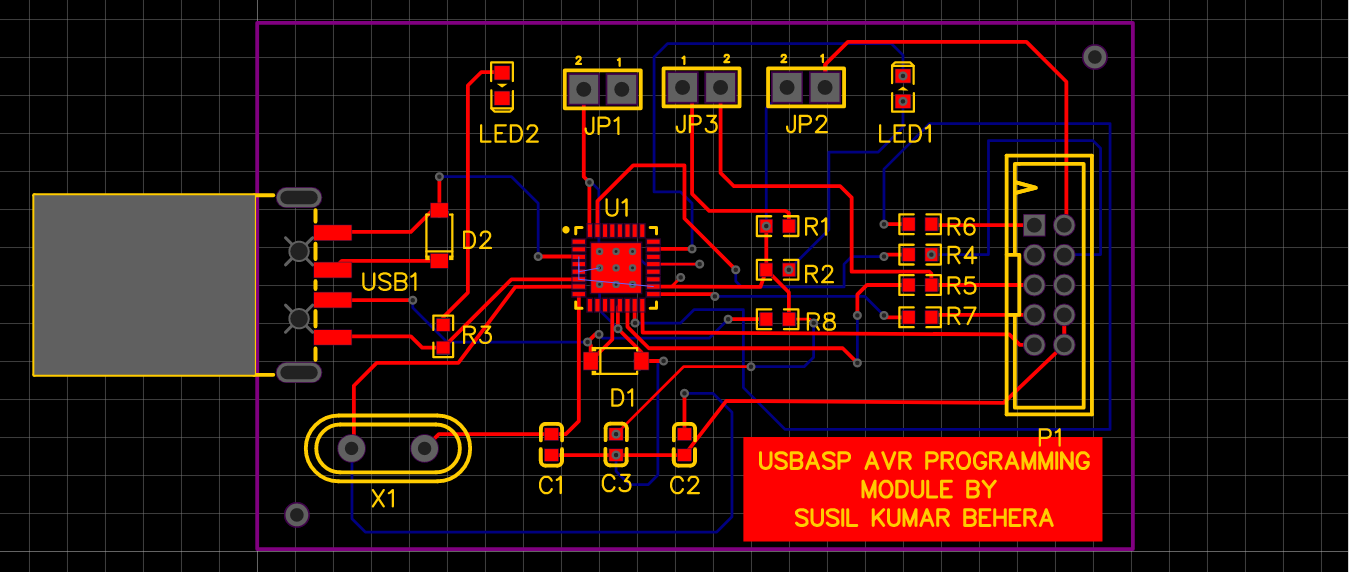 2 1
1 2
2 1
LED2
JP1
JP3
JP2
LED1
U1
R1
R6
D2
R4
R2
USB1
R5
R3
R8
R7
D1
P1
X1
C1
C3
C2
USBASP AVR PROGRAMMING
MODULE BY
SUSIL KUMAR BEHERA